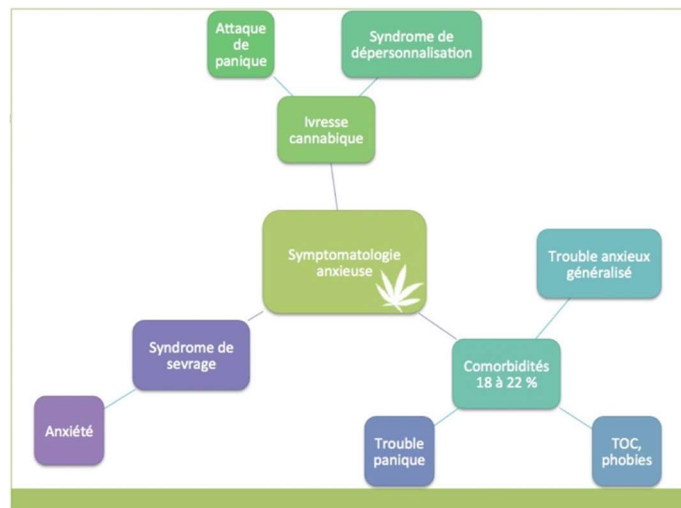 Attaque
de
panique
Syndrome de
dépersonnalisation
Ivresse
cannabique
Symptomatologie
anxieuse
Trouble anxieux
généralisé
Syndrome de
sevrage
Comorbidités
18 à 22 %
Anxiété
Trouble
panique
TOC,
phobies